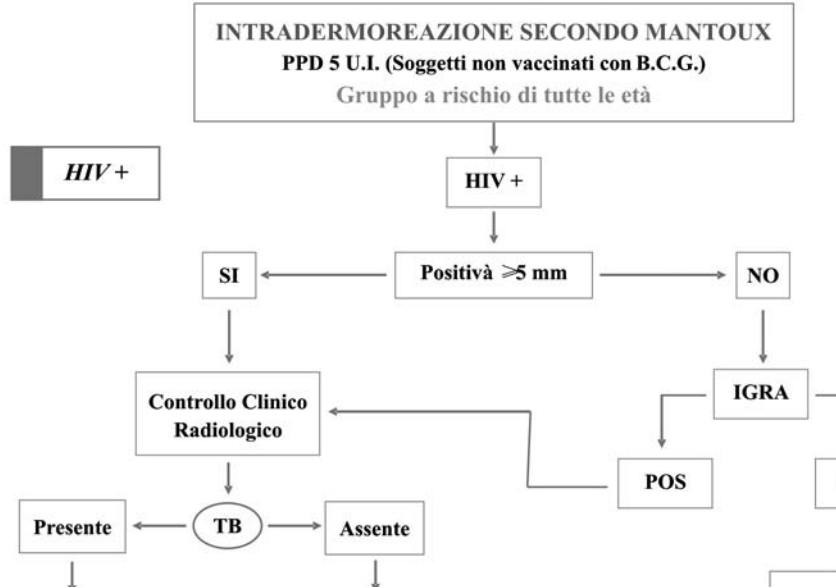 INTRADERMOREAZIONE SECONDO MANTOUX
PPD 5 U.I. (Soggetti non vaccinati con B.C.G.)
Gruppo a rischio di tutte le età
HIV +
HIV +
SI
Positivà ⩾5 mm
NO
Controllo Clinico
Radiologico
IGRA
POS
Presente
TB
Assente